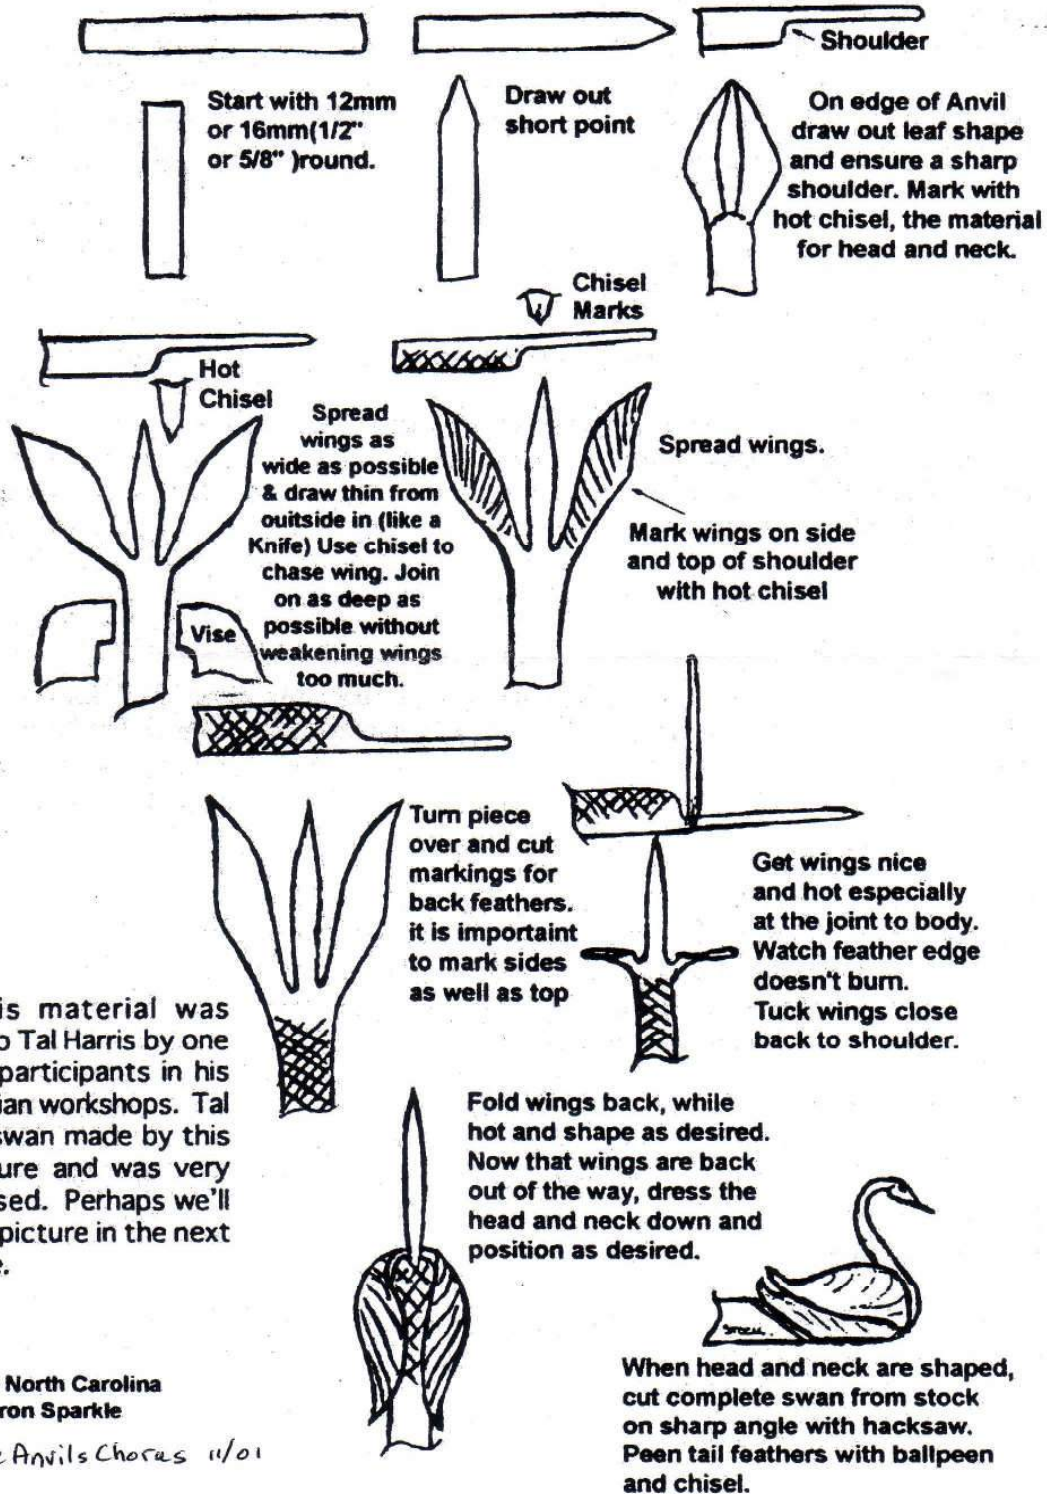 Shoulder
Start with 12mm
or 16mm(1/2"
or 5/8" )round.
Draw out
short point
On edge of Anvil
draw out leaf shape
and ensure a sharp
shoulder. Mark with
hot chisel, the material
for head and neck.
Chisel
Marks
Hot
Chisel
Spread
wings as
wide as possible
& draw thin from
ouitside in (like a
Knife) Use chisel to
chase wing. Join
on as deep as
possible without
weakening wings
too much.
Vise
Spread wings.
Mark wings on side
and top of shoulder
with hot chisel
Turn piece
over and cut
markings for
back feathers.
it is importaint
to mark sides
as well as top
Get wings nice
and hot especially
at the joint to body.
Watch feather edge
doesn't burn.
Tuck wings close
back to shoulder.
is material was
o Tal Harris by one
participants in his
ian workshops. Tal
swan made by this
ure and was very
sed. Perhaps we'll
picture in the next
e.
Fold wings back, while
hot and shape as desired.
Now that wings are back
out of the way, dress the
head and neck down and
position as desired.
STOCK
When head and neck are shaped,
cut complete swan from stock
on sharp angle with hacksaw.
Peen tail feathers with ballpeen
and chisel.
North Carolina
ron Sparkle
e Anvils Chorus 11/01